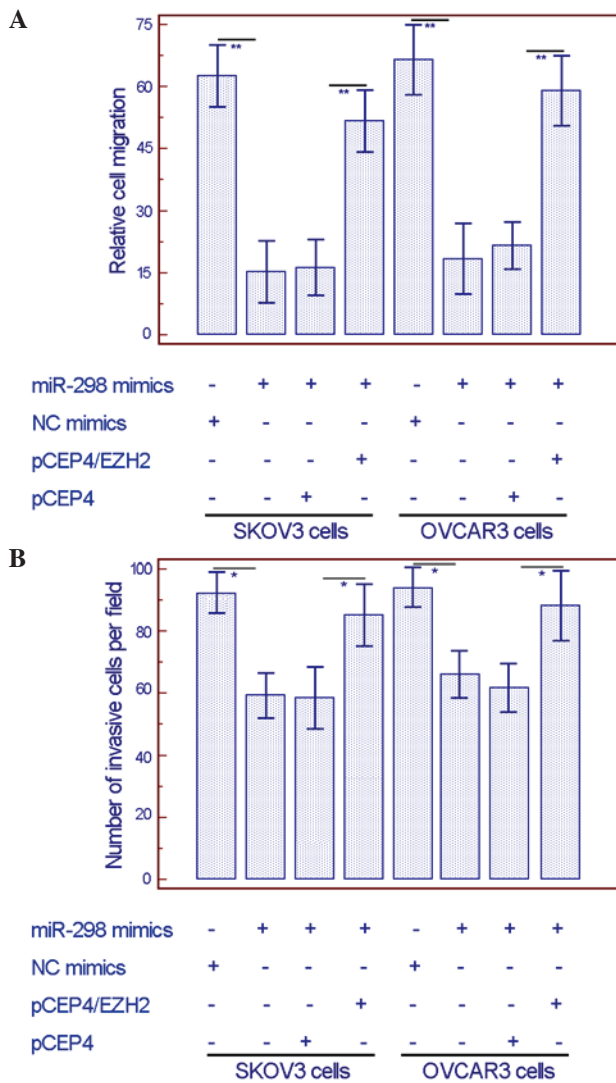 A
Relative cell migration
75
60
45
30
15
0
** ** ** **
miR-298 mimics - + + + - + + +
NC mimics + - - - + - - -
pCEP4/EZH2 - - - + - - - +
pCEP4 - - + - - - + -
SKOV3 cells OVCAR3 cells
B
Number of invasive cells per field
100
80
60
40
20
0
* * * *
miR-298 mimics - + + + - + + +
NC mimics + - - - + - - -
pCEP4/EZH2 - - - + - - - +
pCEP4 - - + - - - + -
SKOV3 cells OVCAR3 cells